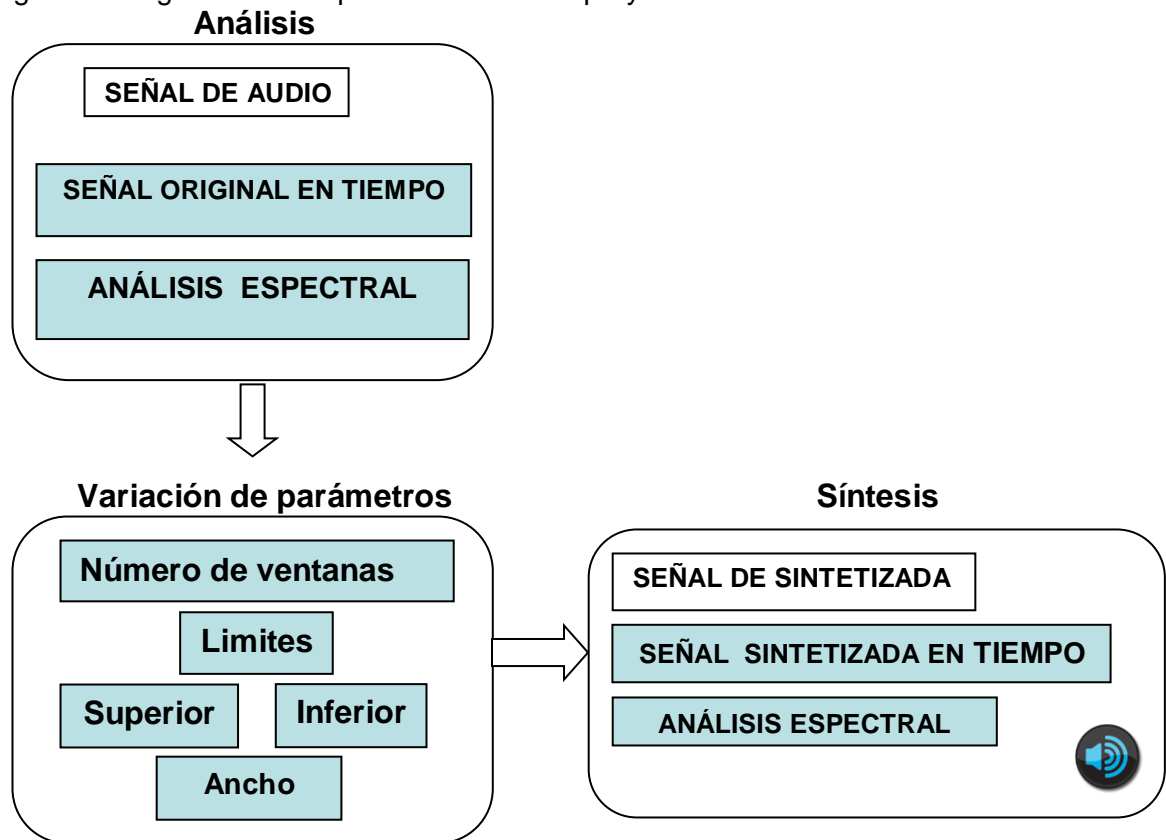 Análisis
SEÑAL DE AUDIO
SEÑAL ORIGINAL EN TIEMPO
ANÁLISIS ESPECTRAL
Variación de parámetros
Número de ventanas
Limites
Superior
Inferior
Ancho
Síntesis
SEÑAL DE SINTETIZADA
SEÑAL SINTETIZADA EN TIEMPO
ANÁLISIS ESPECTRAL